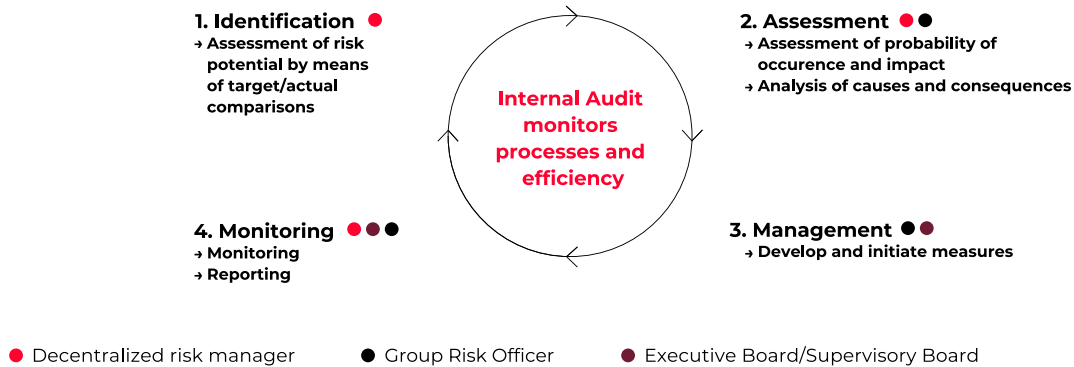 1. Identification
→ Assessment of risk
potential by means
of target/actual
comparisons
2. Assessment
→ Assessment of probability of
occurence and impact
→ Analysis of causes and consequences
Internal Audit
monitors
processes and
efficiency
4. Monitoring
→ Monitoring
→ Reporting
3. Management
→ Develop and initiate measures
Decentralized risk manager
Group Risk Officer
Executive Board/Supervisory Board